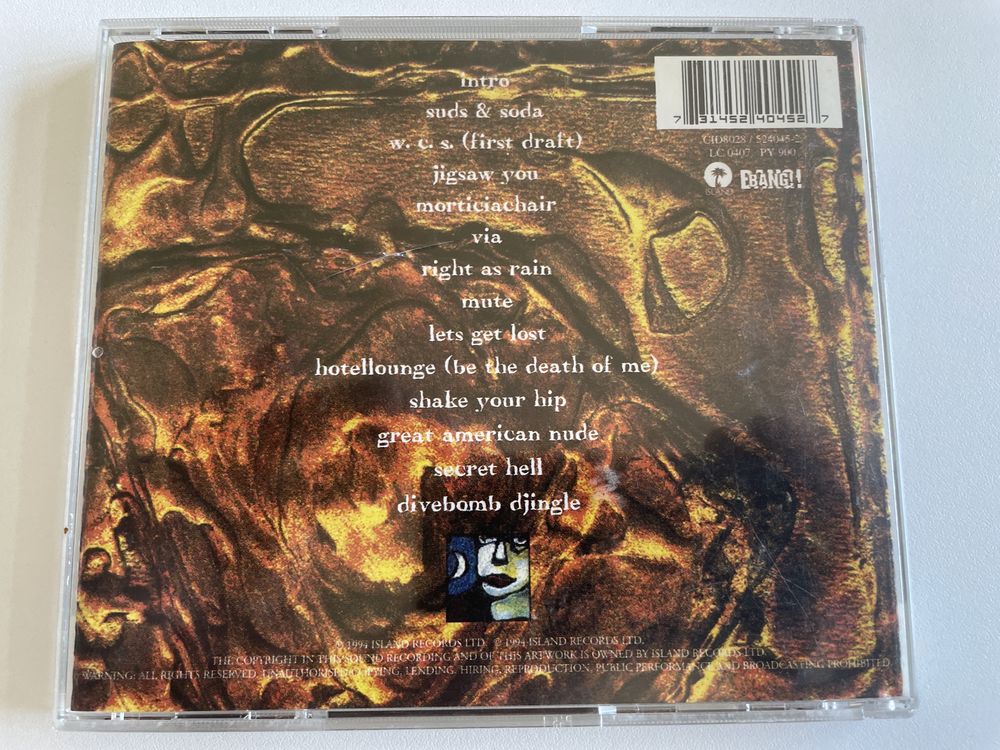 intro
suds & soda
w. c. s. (first draft)
jigsaw you
morticiachair
via
right as rain
mute
lets get lost
hotellounge (be the death of me)
shake your hip
great american nude
secret hell
divebomb djingle
7 31452 40452 7
CID8028 / 524045-2
LC 0407 PY 900
ISLAND
BANG!
℗ 1994 ISLAND RECORDS LTD. © 1994 ISLAND RECORDS LTD.
THE COPYRIGHT IN THIS SOUND RECORDING AND OF THIS ARTWORK IS OWNED BY ISLAND RECORDS LTD.
WARNING: ALL RIGHTS RESERVED. UNAUTHORISED COPYING, LENDING, HIRING, REPRODUCTION, PUBLIC PERFORMANCE AND BROADCASTING PROHIBITED